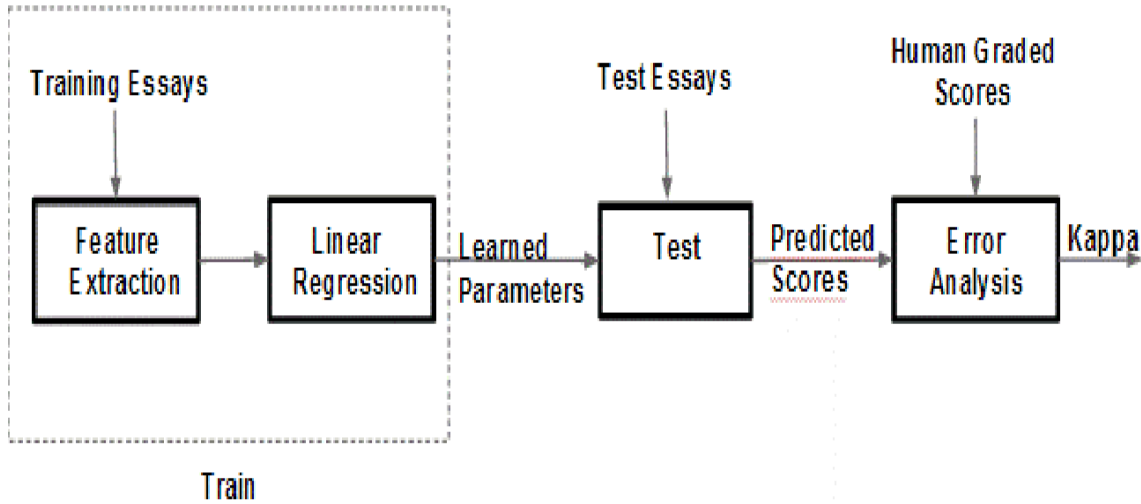 Training Essays
Test Essays
Human Graded
Scores
Feature
Extraction
Linear
Regression
Learned
Parameters
Test
Predicted
Scores
Error
Analysis
Kappa
Train